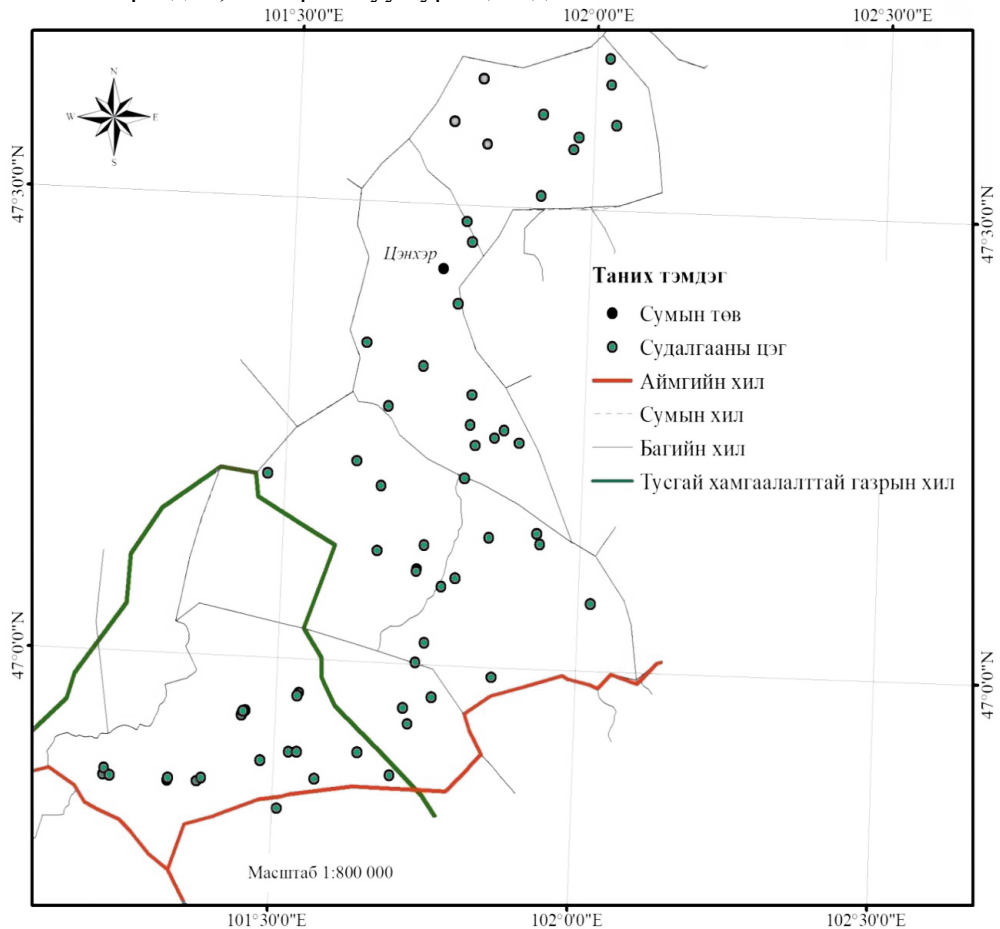 101°30'0"E 102°0'0"E 102°30'0"E
N
W E
S
47°30'0"N 47°30'0"N
Цэнхэр
Таних тэмдэг
Сумын төв
Судалгааны цэг
Аймгийн хил
Сумын хил
Багийн хил
Тусгай хамгаалалттай газрын хил
47°0'0"N 47°0'0"N
Масштаб 1:800 000
101°30'0"E 102°0'0"E 102°30'0"E